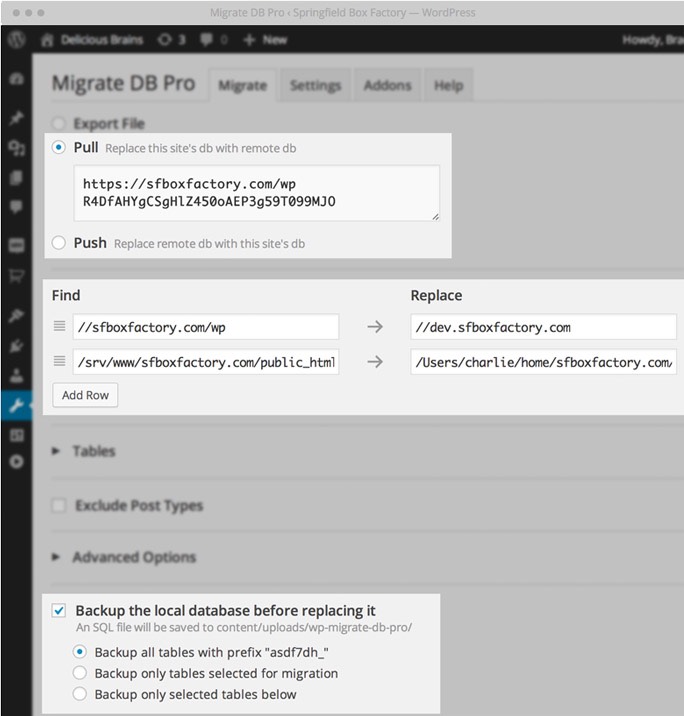 Migrate DB Pro ‹ Springfield Box Factory — WordPress
Delicious Brains 3 0 New Howdy, Bra
Migrate DB Pro Migrate Settings Addons Help
Export File
Pull Replace this site's db with remote db
https://sfboxfactory.com/wp
R4DfAHYgCSgHlZ450oAEP3g59T099MJO
Push Replace remote db with this site's db
Find Replace
//sfboxfactory.com/wp //dev.sfboxfactory.com
/srv/www/sfboxfactory.com/public_html /Users/charlie/home/sfboxfactory.com/
Add Row
Tables
Exclude Post Types
Advanced Options
Backup the local database before replacing it
An SQL file will be saved to content/uploads/wp-migrate-db-pro/
Backup all tables with prefix "asdf7dh_"
Backup only tables selected for migration
Backup only selected tables below